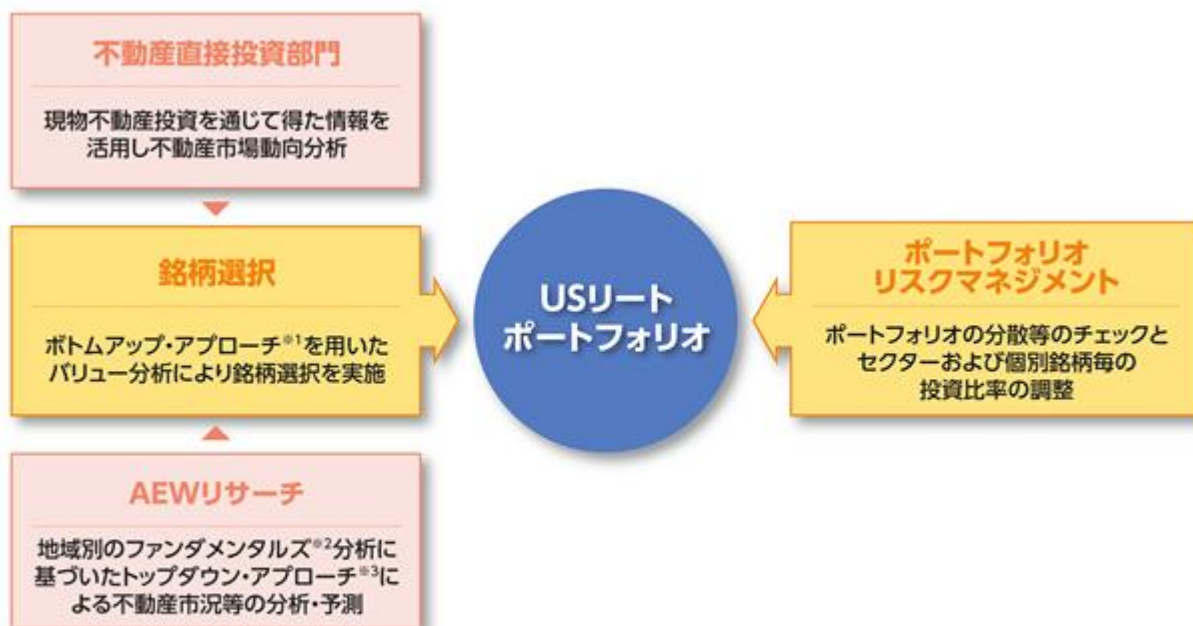 不動産直接投資部門
現物不動産投資を通じて得た情報を
活用し不動産市場動向分析
銘柄選択
ボトムアップ・アプローチ※1を用いた
バリュー分析により銘柄選択を実施
AEWリサーチ
地域別のファンダメンタルズ※2分析に
基づいたトップダウン・アプローチ※3に
よる不動産市況等の分析・予測
USリート
ポートフォリオ
ポートフォリオ
リスクマネジメント
ポートフォリオの分散等のチェックと
セクターおよび個別銘柄毎の
投資比率の調整